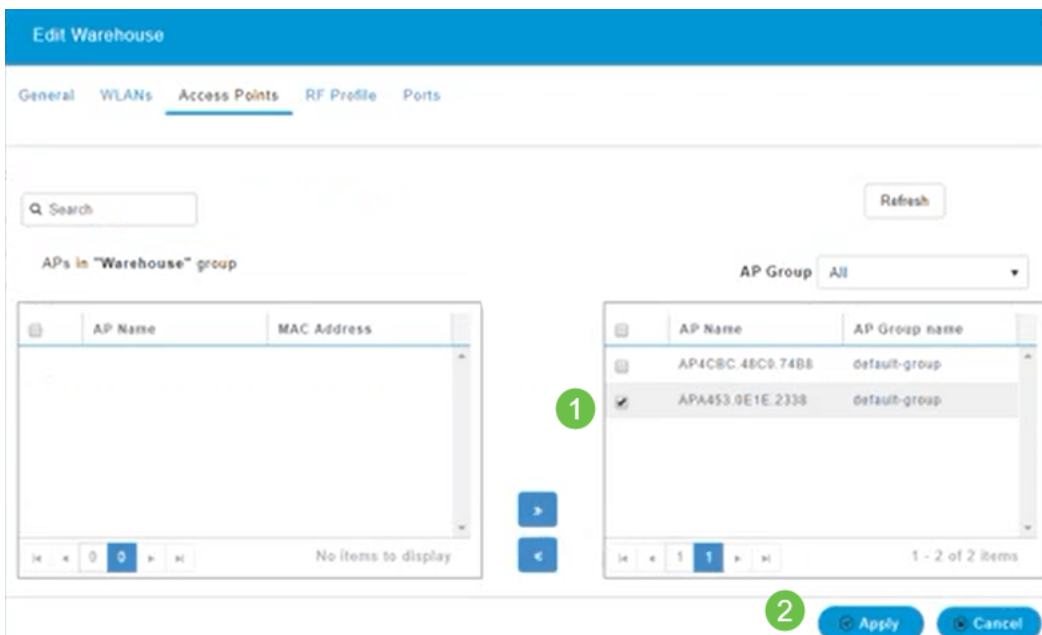 Edit Warehouse
General WLANs Access Points RF Profile Ports
Search
Refresh
APs in "Warehouse" group
AP Group All
AP Name MAC Address
AP Name AP Group name
AP4CBC.48C0.74B8 default-group
1
APA453.0E1E.2338 default-group
0 0 No items to display
1 1 1 - 2 of 2 items
2 Apply Cancel